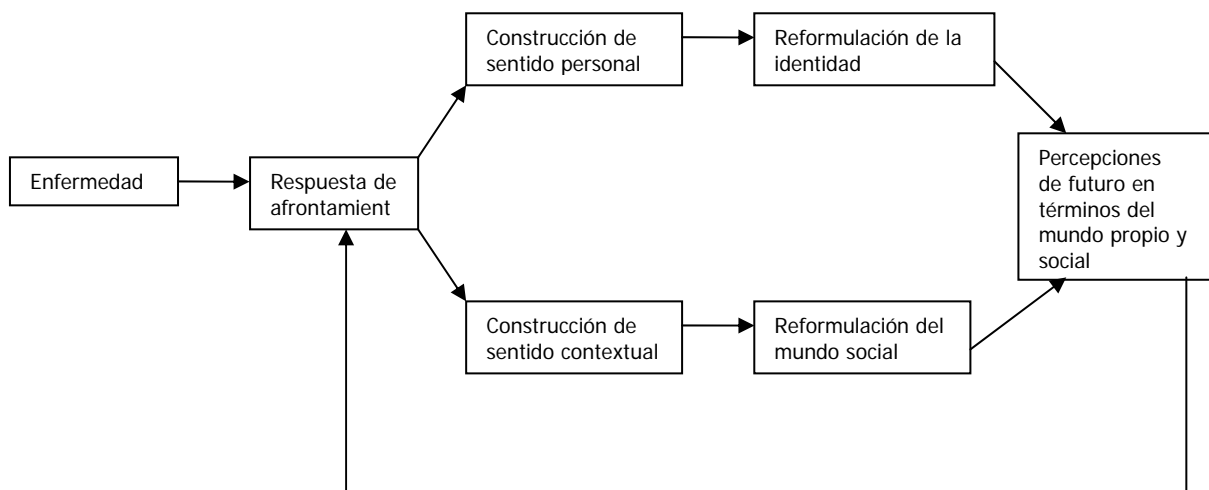 Enfermedad
Respuesta de
afrontamient
Construcción de
sentido personal
Reformulación de la
identidad
Construcción de
sentido contextual
Reformulación del
mundo social
Percepciones
de futuro en
términos del
mundo propio y
social